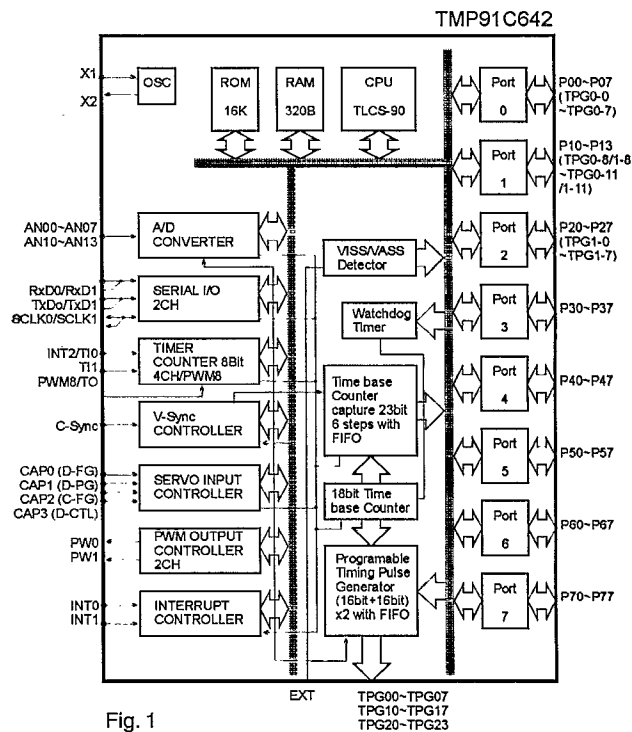 TMP91C642
X1
X2
OSC
ROM
16K
RAM
320B
CPU
TLCS-90
Port
0
P00~P07
(TPG0-0
~TPG0-7)
Port
1
P10~P13
(TPG0-8/1-8
~TPG0-11
/1-11)
AN00~AN07
AN10~AN13
A/D
CONVERTER
VISS/VASS
Detector
Port
2
P20~P27
(TPG1-0
~TPG1-7)
RxD0/RxD1
TxDo/TxD1
SCLK0/SCLK1
SERIAL I/O
2CH
Watchdog
Timer
Port
3
P30~P37
INT2/TI0
TI1
PWM8/TO
TIMER
COUNTER 8Bit
4CH/PWM8
Time base
Counter
capture 23bit
6 steps with
FIFO
Port
4
P40~P47
C-Sync
V-Sync
CONTROLLER
CAP0 (D-FG)
CAP1 (D-PG)
CAP2 (C-FG)
CAP3 (D-CTL)
SERVO INPUT
CONTROLLER
18bit Time
base Counter
Port
5
P50~P57
PW0
PW1
PWM OUTPUT
CONTROLLER
2CH
Programable
Timing Pulse
Generator
(16bit+16bit)
x2 with FIFO
Port
6
P60~P67
INT0
INT1
INTERRUPT
CONTROLLER
Port
7
P70~P77
EXT
TPG00~TPG07
TPG10~TPG17
TPG20~TPG23
Fig. 1